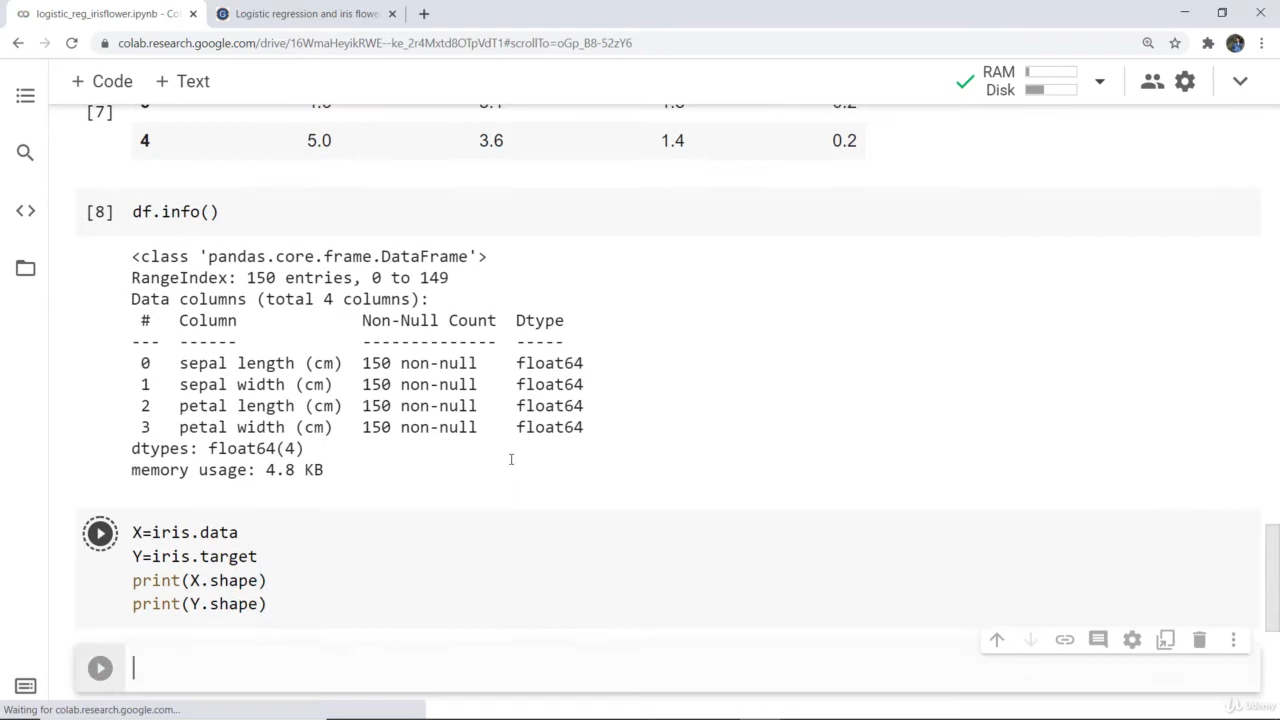 logistic_reg_irisflower.ipynb - Co
Logistic regression and iris flowe
colab.research.google.com/drive/16WmaHeyikRWE--ke_2r4Mxtd8OTpVdT1#scrollTo=oGp_B8-52zY6
+ Code + Text
RAM
Disk
[7]
4 5.0 3.6 1.4 0.2
[8] df.info()
<class 'pandas.core.frame.DataFrame'>
RangeIndex: 150 entries, 0 to 149
Data columns (total 4 columns):
# Column Non-Null Count Dtype
--- ------ -------------- -----
0 sepal length (cm) 150 non-null float64
1 sepal width (cm) 150 non-null float64
2 petal length (cm) 150 non-null float64
3 petal width (cm) 150 non-null float64
dtypes: float64(4)
memory usage: 4.8 KB
X=iris.data
Y=iris.target
print(X.shape)
print(Y.shape)
Waiting for colab.research.google.com...
Udemy